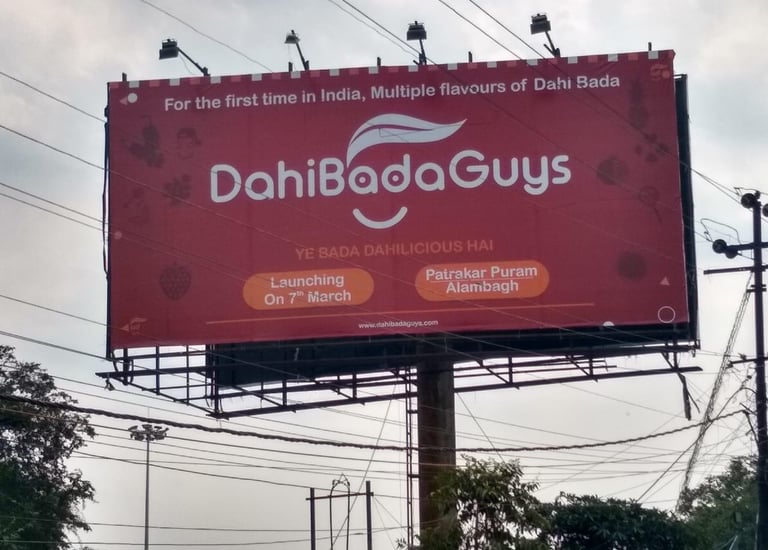 For the first time in India, Multiple flavours of Dahi Bada
DahiBadaGuys
YE BADA DAHILICIOUS HAI
Launching
On 7th March
Patrakar Puram
Alambagh
www.dahibadaguys.com